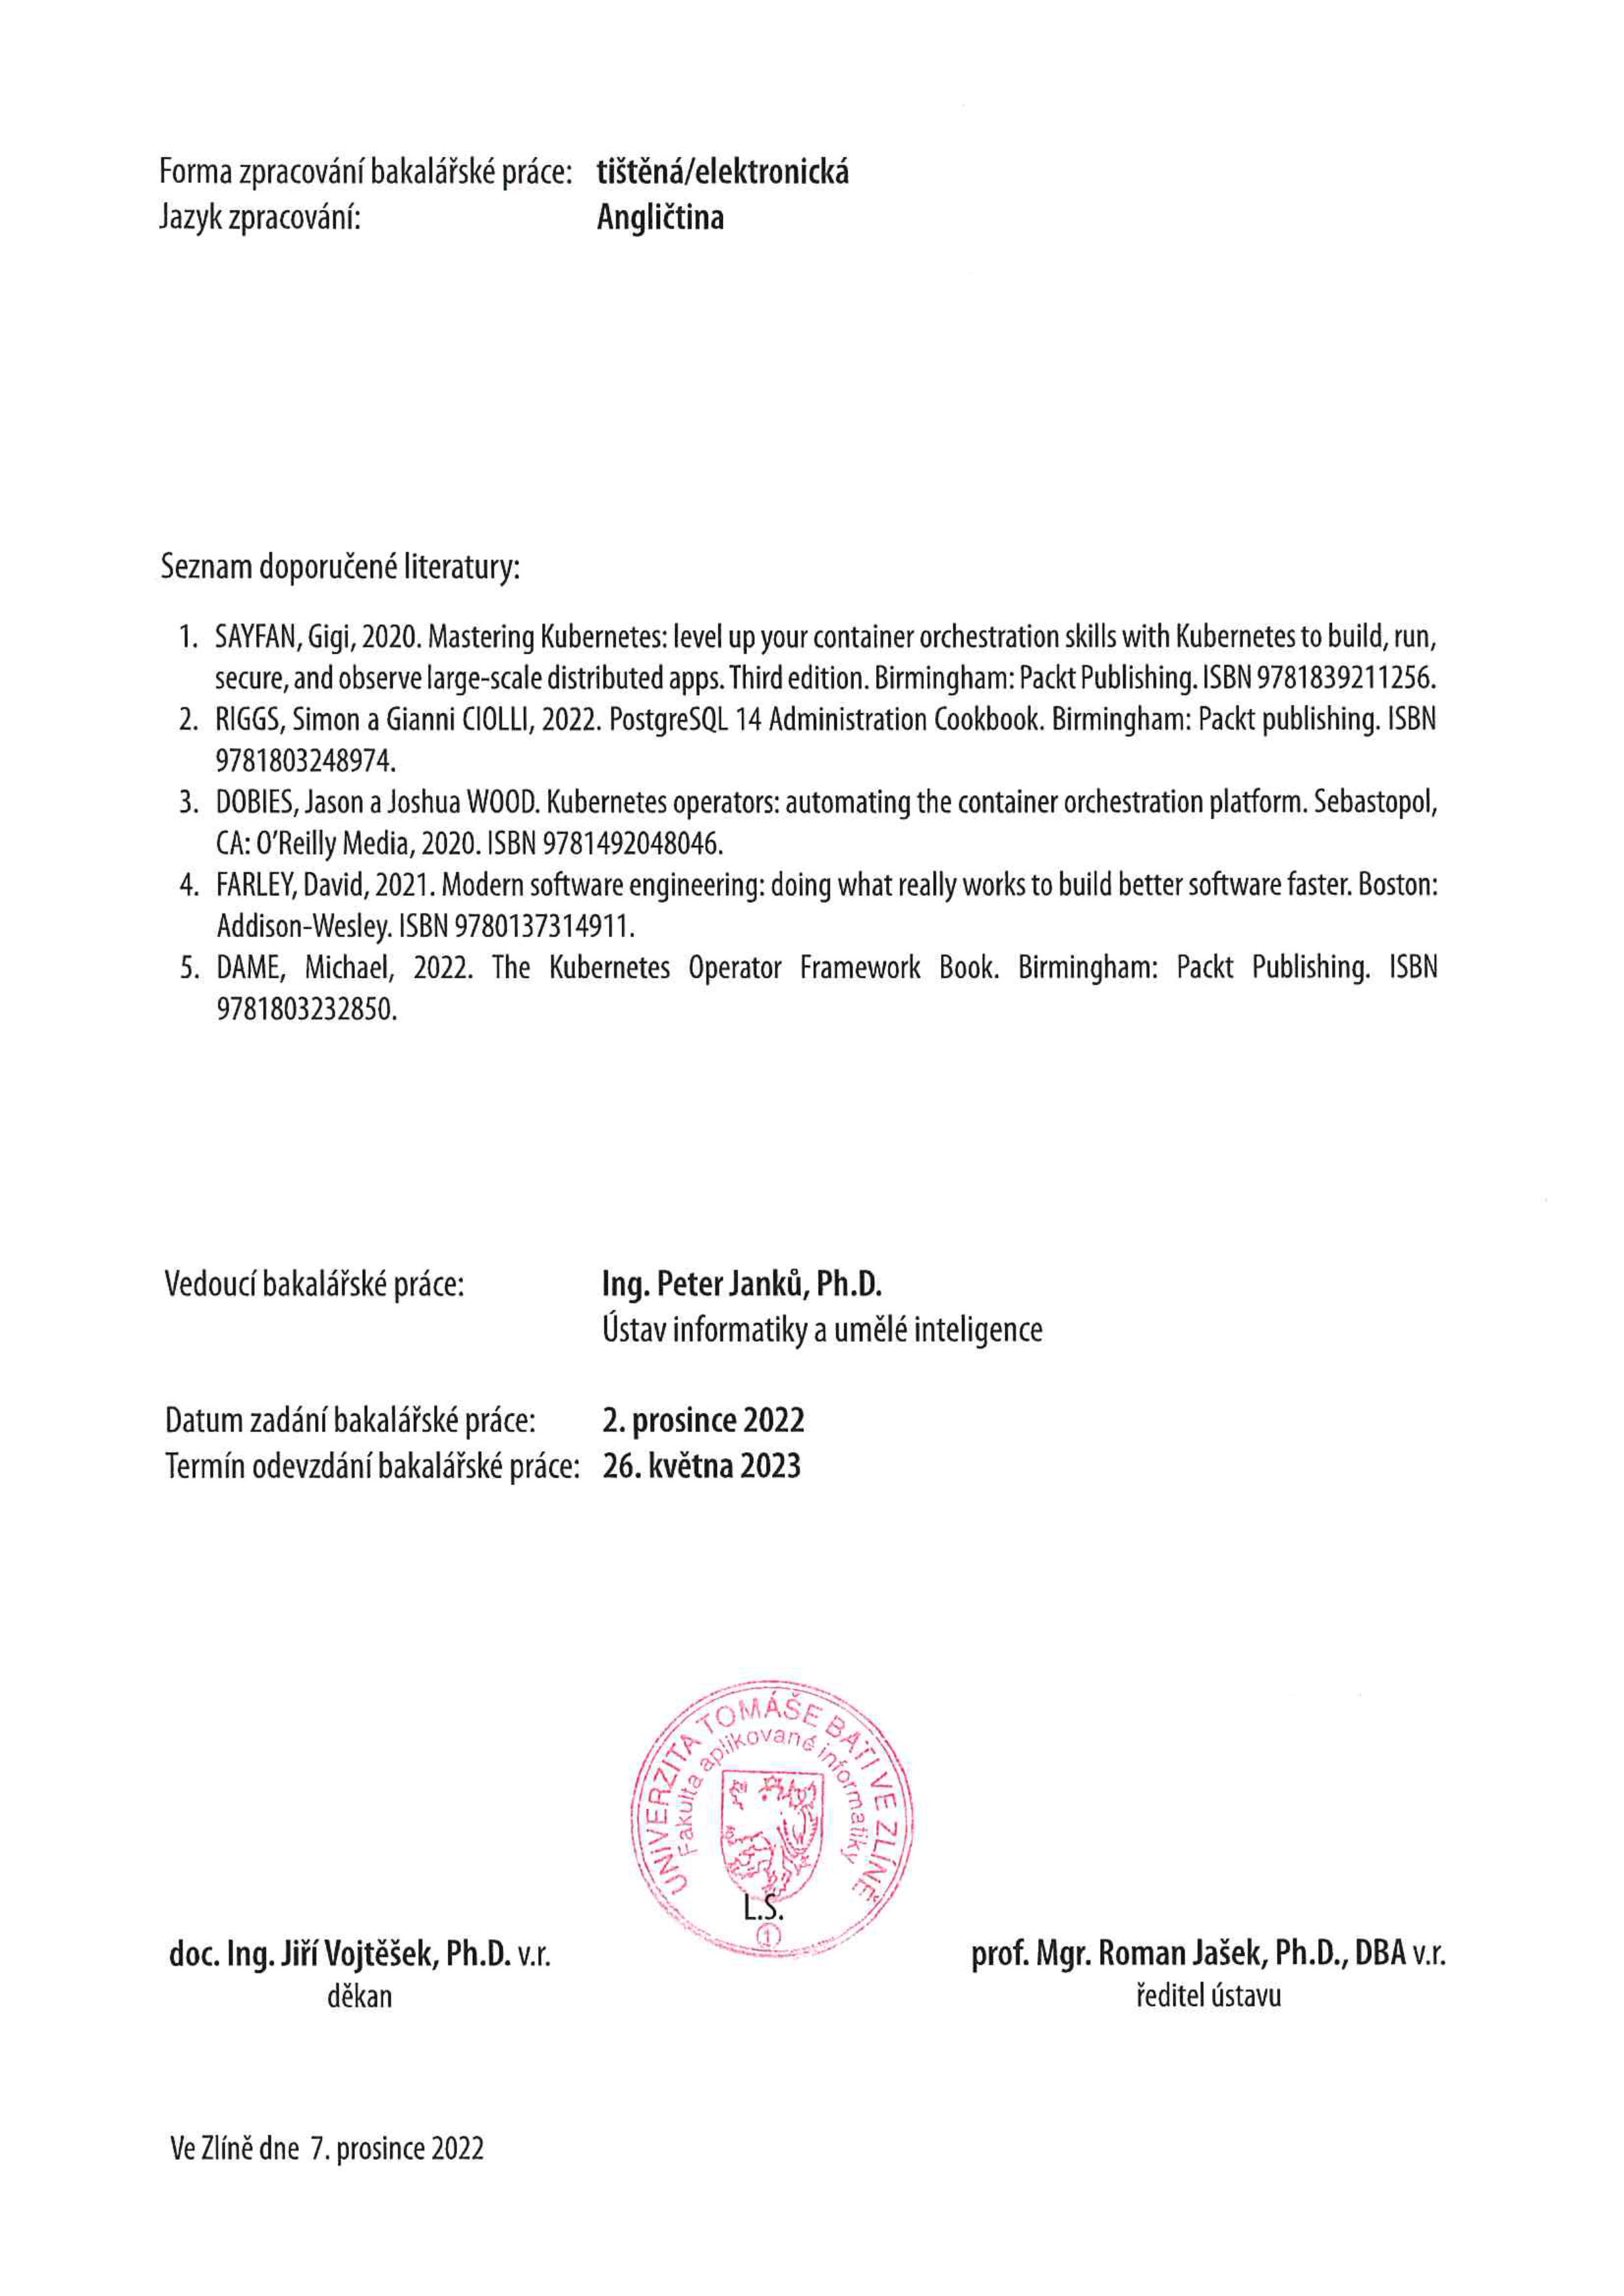 Forma zpracování bakalářské práce: tištěná/elektronická
Jazyk zpracování: Angličtina
Seznam doporučené literatury:
1. SAYFAN, Gigi, 2020. Mastering Kubernetes: level up your container orchestration skills with Kubernetes to build, run,
secure, and observe large-scale distributed apps. Third edition. Birmingham: Packt Publishing. ISBN 9781839211256.
2. RIGGS, Simon a Gianni CIOLLI, 2022. PostgreSQL 14 Administration Cookbook. Birmingham: Packt publishing. ISBN
9781803248974.
3. DOBIES, Jason a Joshua WOOD. Kubernetes operators: automating the container orchestration platform. Sebastopol,
CA: O’Reilly Media, 2020. ISBN 9781492048046.
4. FARLEY, David, 2021. Modern software engineering: doing what really works to build better software faster. Boston:
Addison-Wesley. ISBN 9780137314911.
5. DAME, Michael, 2022. The Kubernetes Operator Framework Book. Birmingham: Packt Publishing. ISBN
9781803232850.
Vedoucí bakalářské práce: Ing. Peter Janků, Ph.D.
Ústav informatiky a umělé inteligence
Datum zadání bakalářské práce: 2. prosince 2022
Termín odevzdání bakalářské práce: 26. května 2023
UNIVERZITA TOMÁŠE BATI VE ZLÍNĚ
Fakulta aplikované informatiky
L.S.
1
doc. Ing. Jiří Vojtěšek, Ph.D. v.r. prof. Mgr. Roman Jašek, Ph.D., DBA v.r.
děkan ředitel ústavu
Ve Zlíně dne 7. prosince 2022